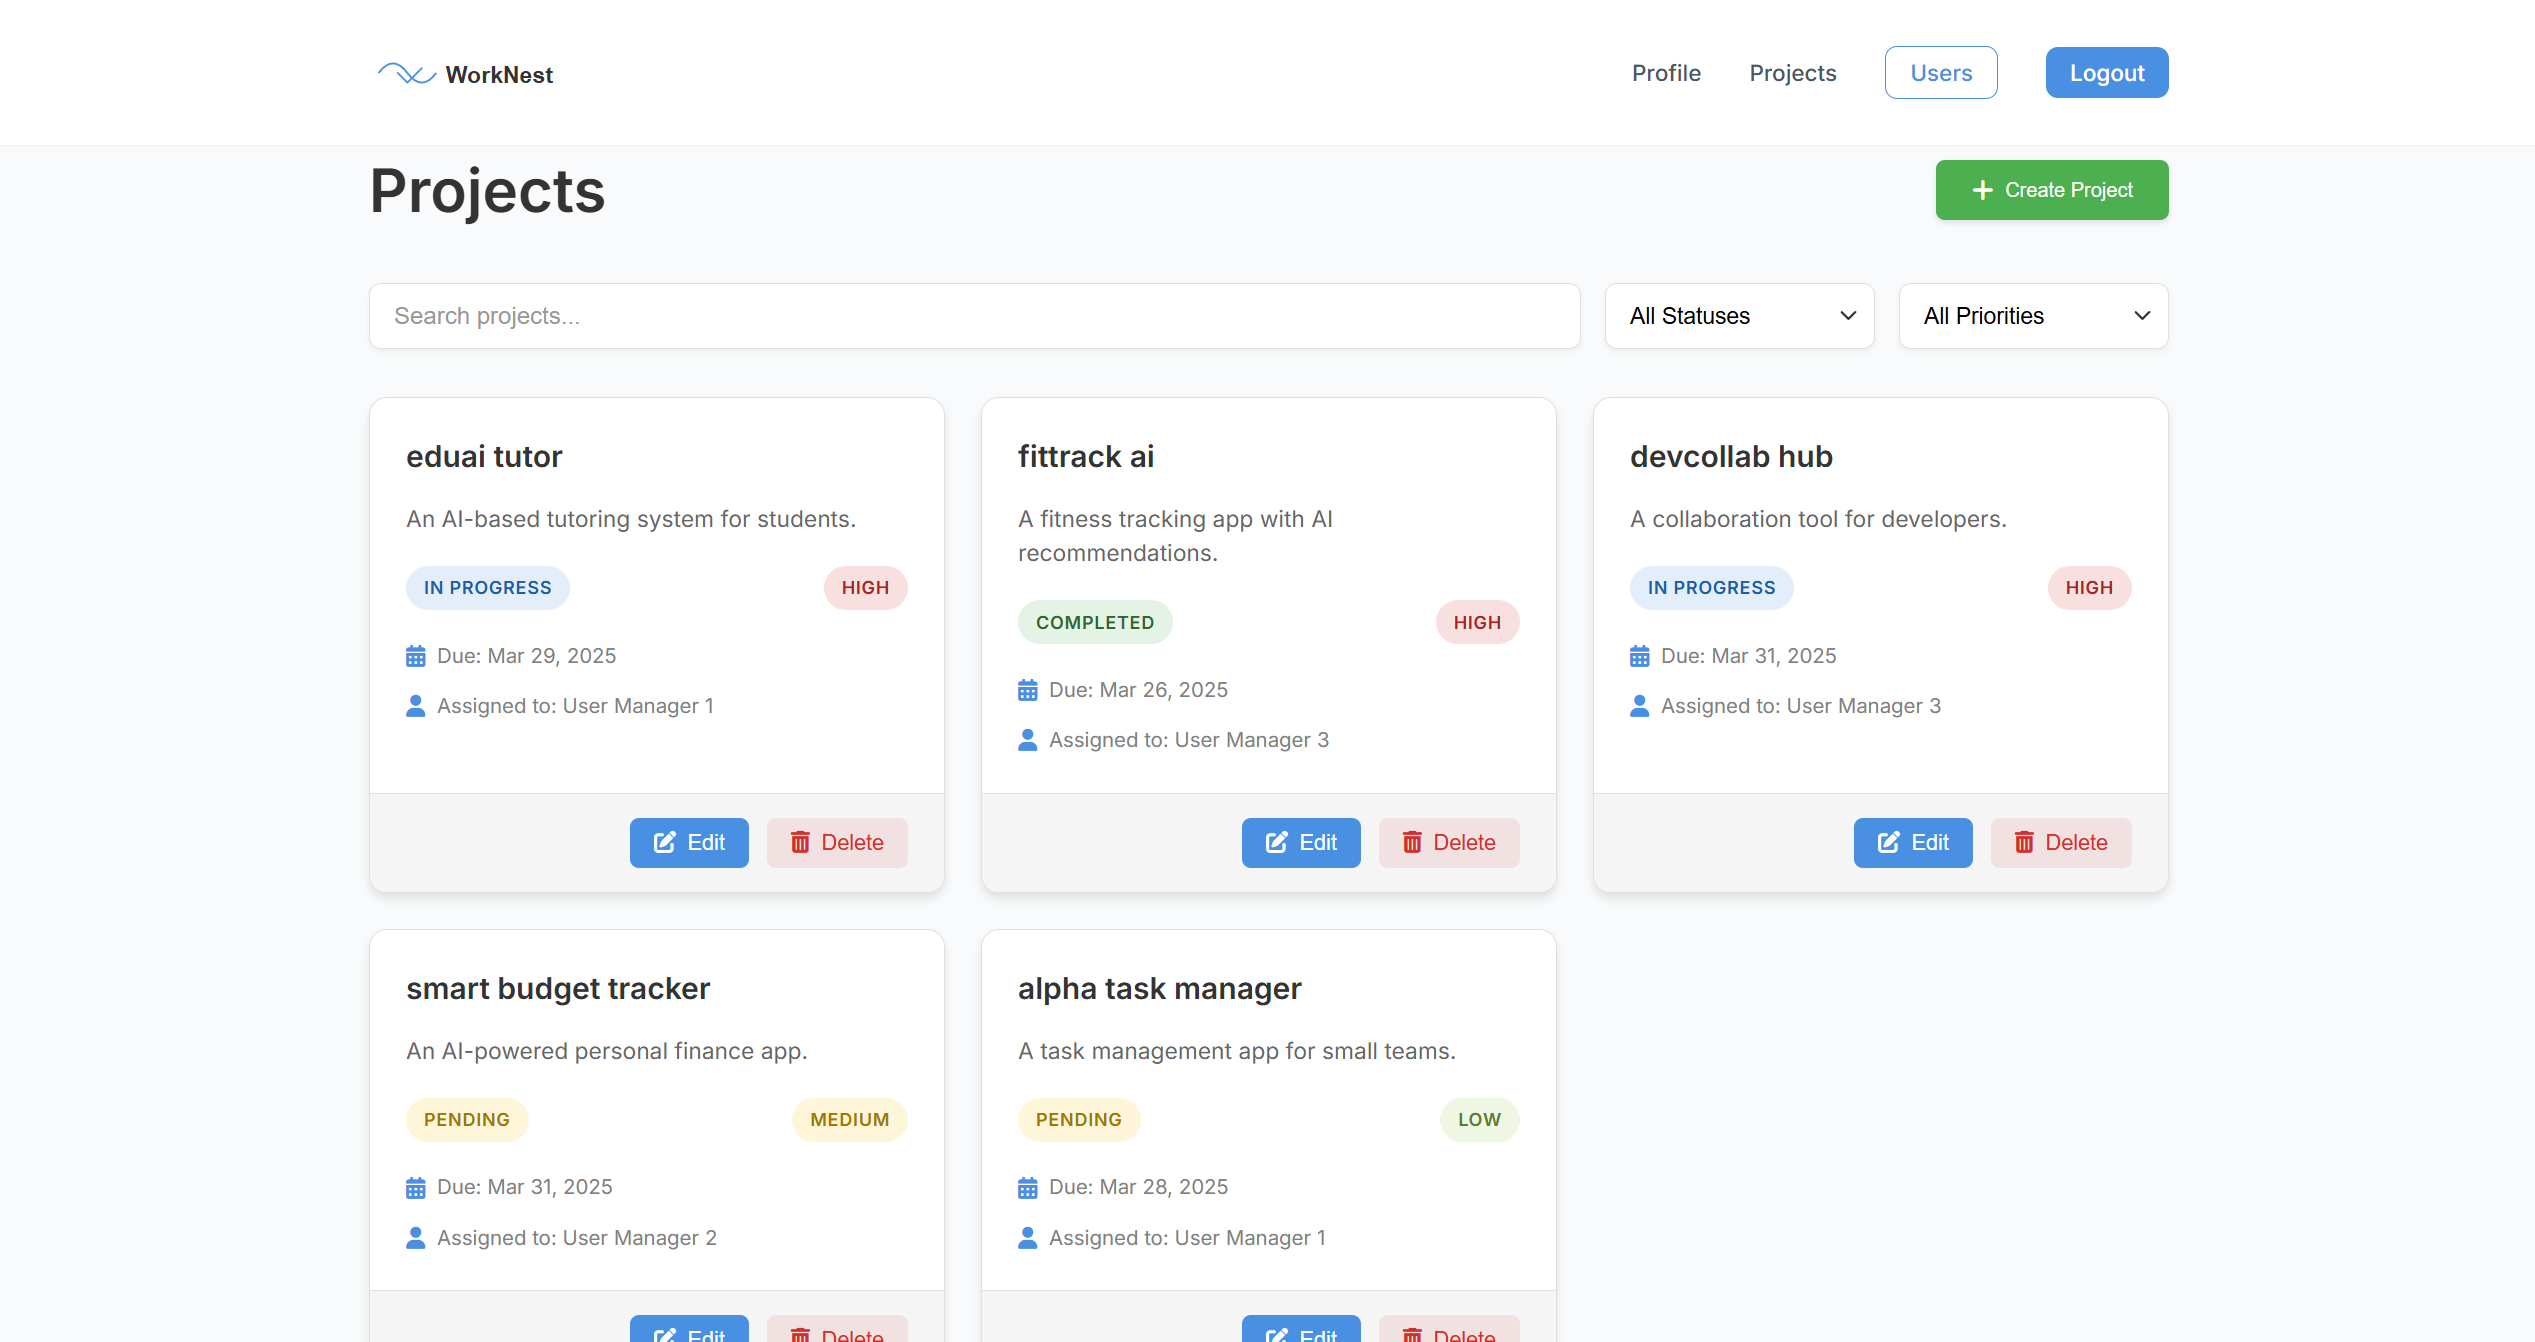 WorkNest
Profile
Projects
Users
Logout
Projects
Create Project
Search projects...
All Statuses
All Priorities
eduai tutor
An AI-based tutoring system for students.
IN PROGRESS
HIGH
Due: Mar 29, 2025
Assigned to: User Manager 1
Edit
Delete
fittrack ai
A fitness tracking app with AI
recommendations.
COMPLETED
HIGH
Due: Mar 26, 2025
Assigned to: User Manager 3
Edit
Delete
devcollab hub
A collaboration tool for developers.
IN PROGRESS
HIGH
Due: Mar 31, 2025
Assigned to: User Manager 3
Edit
Delete
smart budget tracker
An AI-powered personal finance app.
PENDING
MEDIUM
Due: Mar 31, 2025
Assigned to: User Manager 2
Edit
Delete
alpha task manager
A task management app for small teams.
PENDING
LOW
Due: Mar 28, 2025
Assigned to: User Manager 1
Edit
Delete